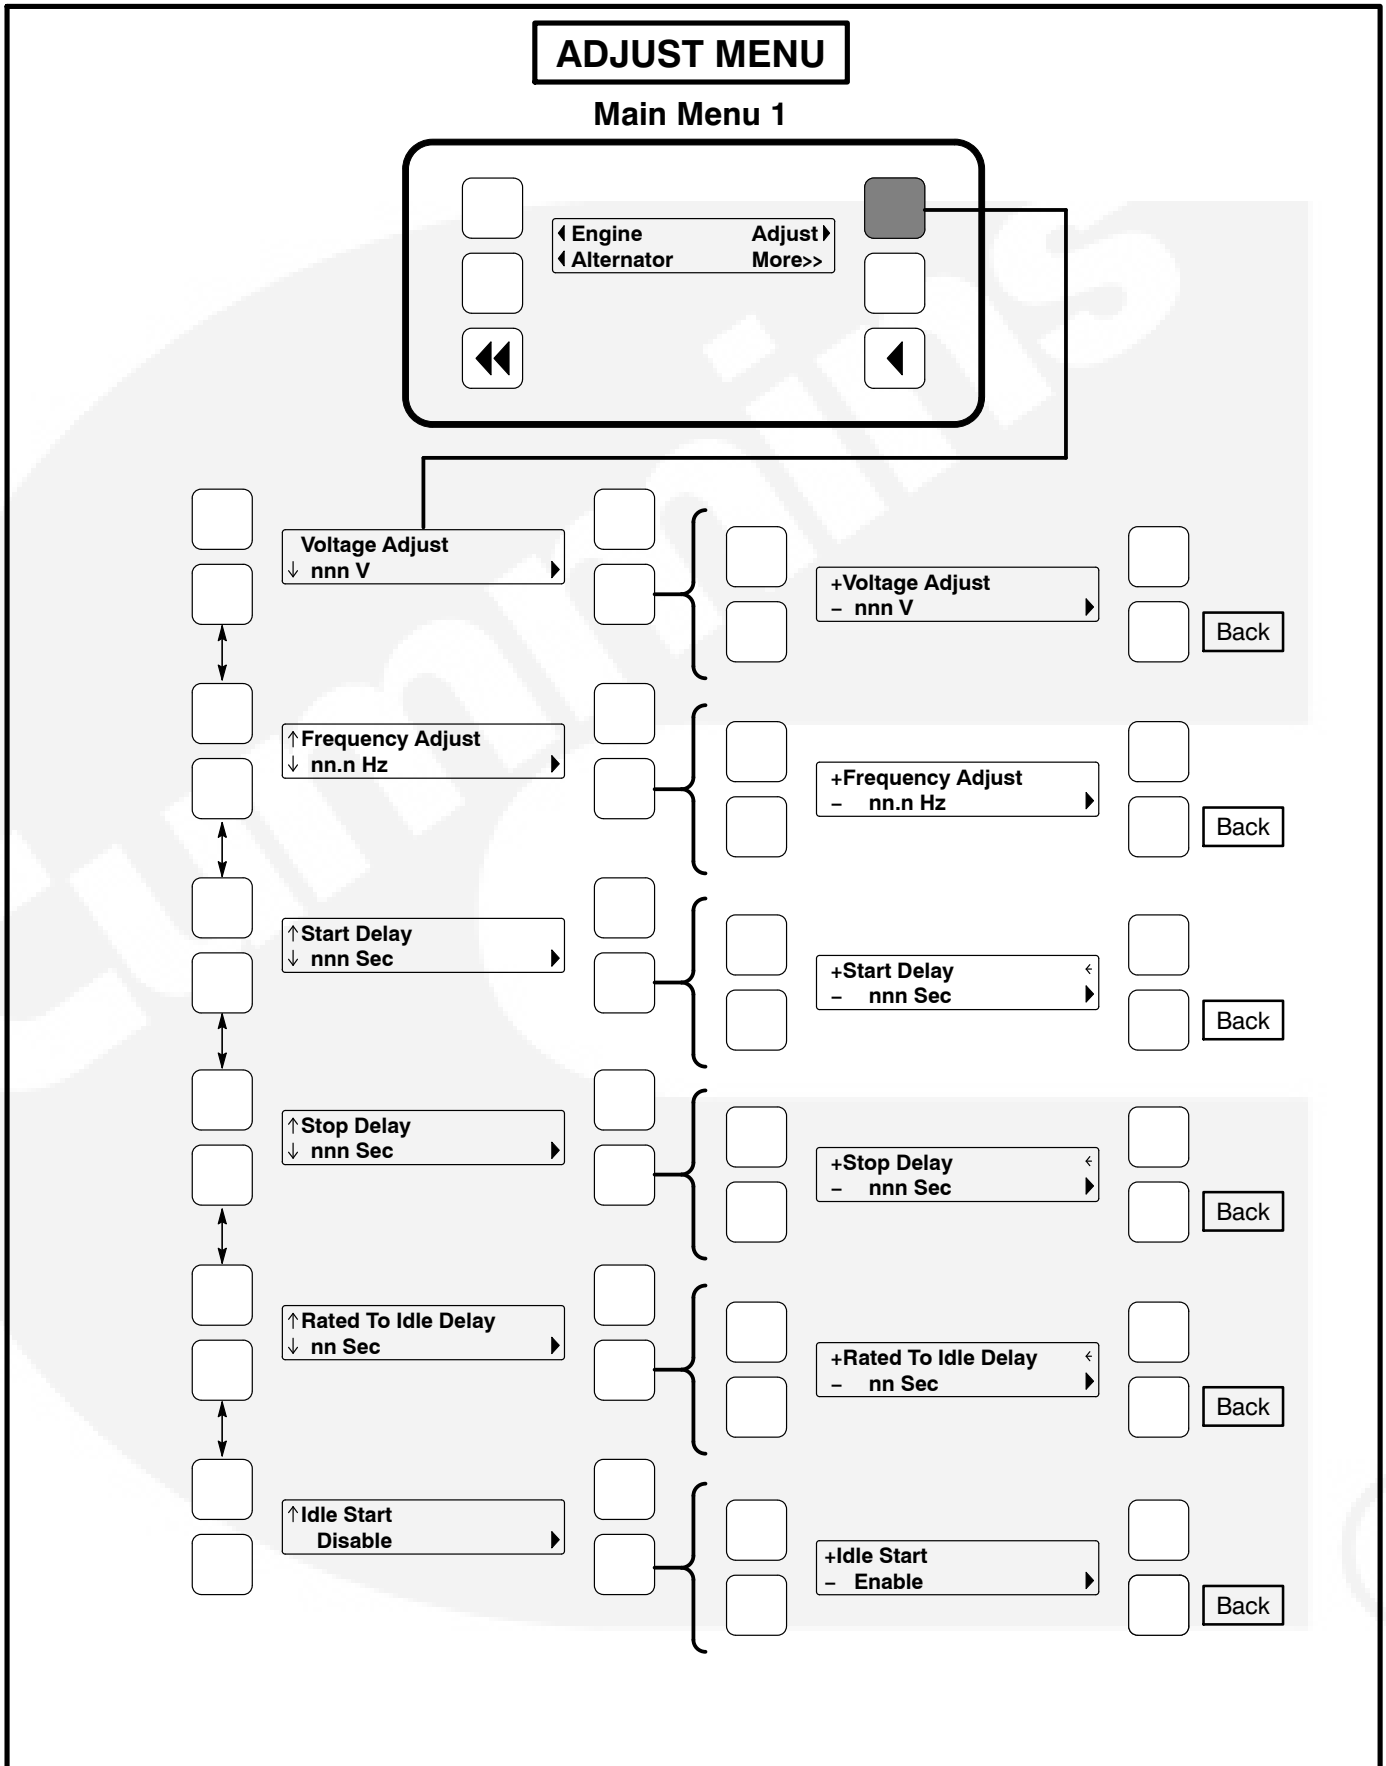 ADJUST MENU
Main Menu 1
Engine Adjust
Alternator More>>
Voltage Adjust
↓ nnn V
+Voltage Adjust
– nnn V
Back
↑Frequency Adjust
↓ nn.n Hz
+Frequency Adjust
– nn.n Hz
Back
↑Start Delay
↓ nnn Sec
+Start Delay ←
– nnn Sec
Back
↑Stop Delay
↓ nnn Sec
+Stop Delay ←
– nnn Sec
Back
↑Rated To Idle Delay
↓ nn Sec
+Rated To Idle Delay ←
– nn Sec
Back
↑Idle Start
Disable
+Idle Start
– Enable
Back
Cummins